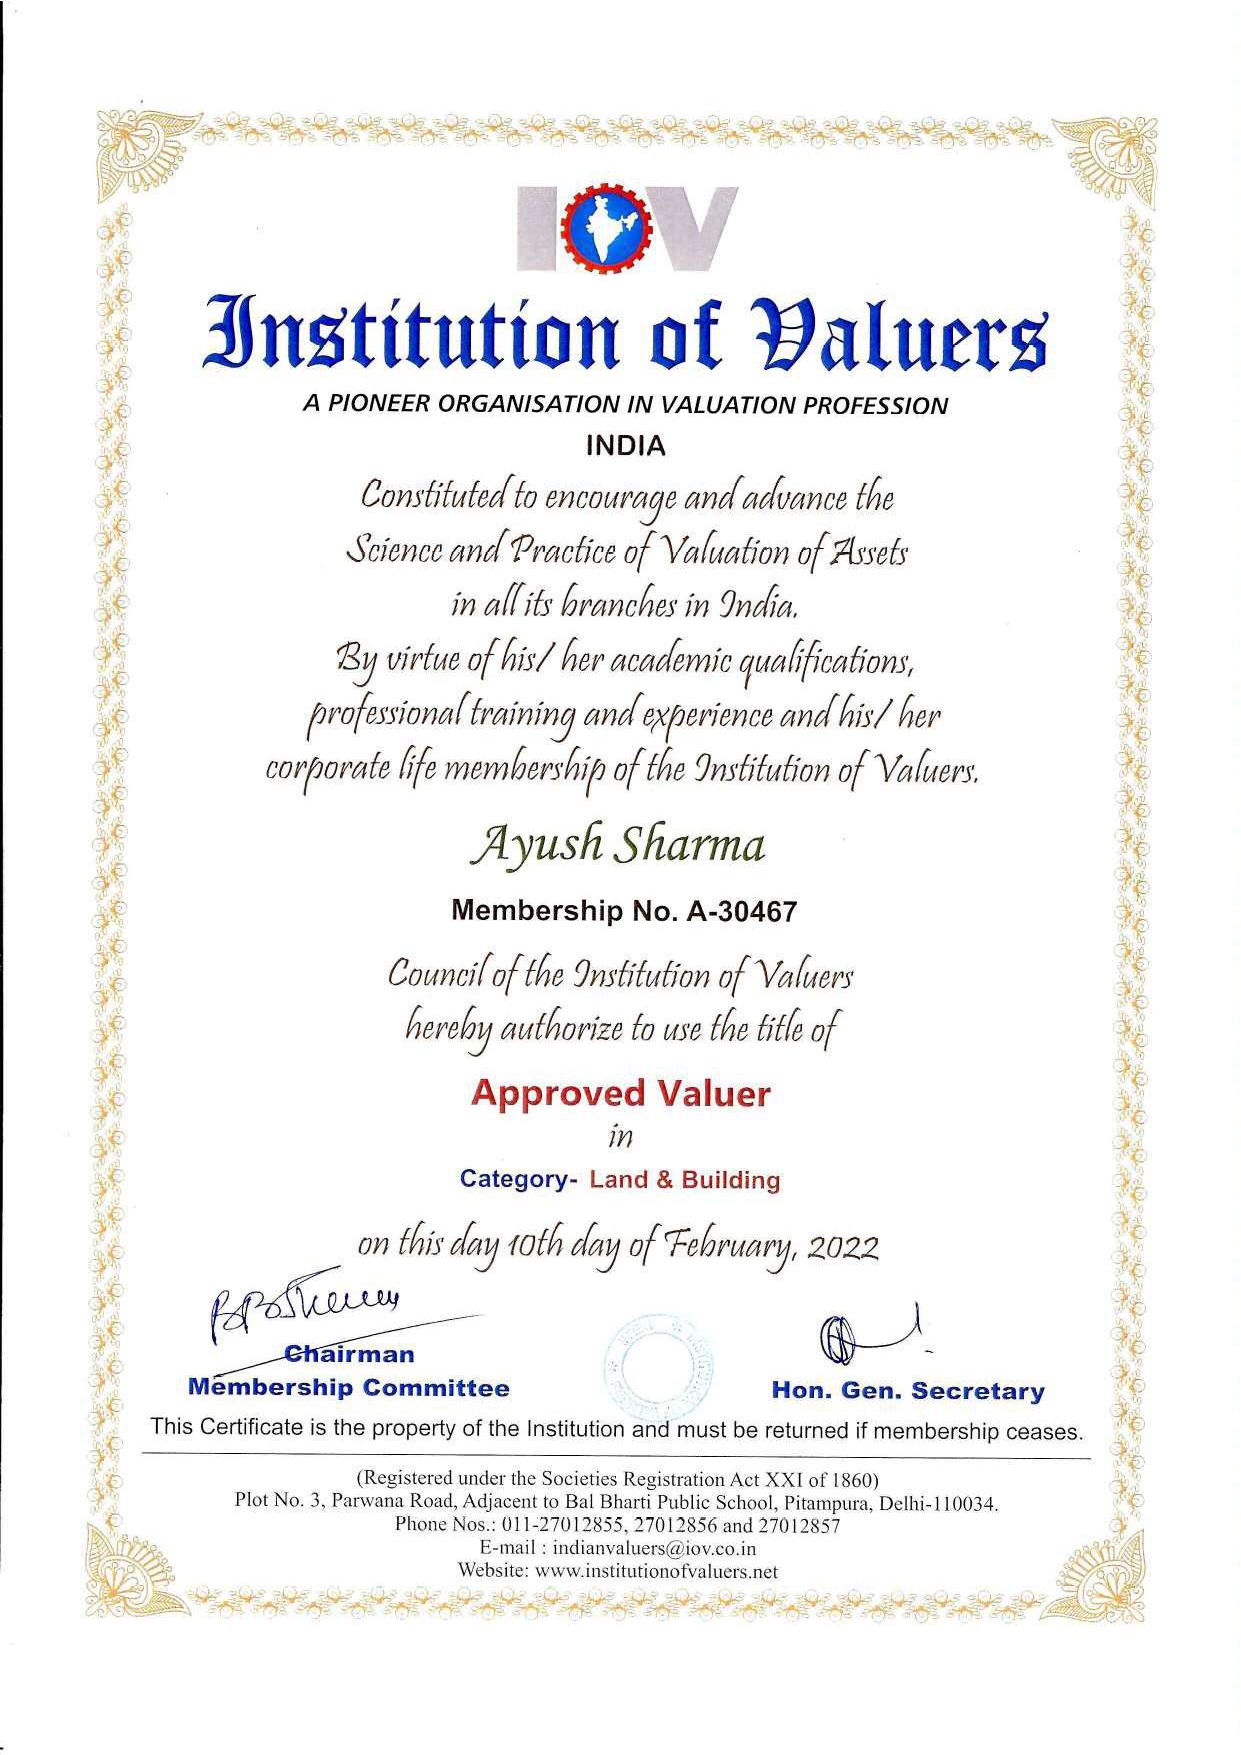 IOV
Institution of Valuers
A PIONEER ORGANISATION IN VALUATION PROFESSION
INDIA
Constituted to encourage and advance the
Science and Practice of Valuation of Assets
in all its branches in India.
By virtue of his/ her academic qualifications,
professional training and experience and his/ her
corporate life membership of the Institution of Valuers.
Ayush Sharma
Membership No. A-30467
Council of the Institution of Valuers
hereby authorize to use the title of
Approved Valuer
in
Category- Land & Building
on this day 10th day of February, 2022
Chairman
Membership Committee
Hon. Gen. Secretary
This Certificate is the property of the Institution and must be returned if membership ceases.
(Registered under the Societies Registration Act XXI of 1860)
Plot No. 3, Parwana Road, Adjacent to Bal Bharti Public School, Pitampura, Delhi-110034.
Phone Nos.: 011-27012855, 27012856 and 27012857
E-mail : indianvaluers@iov.co.in
Website: www.institutionofvaluers.net